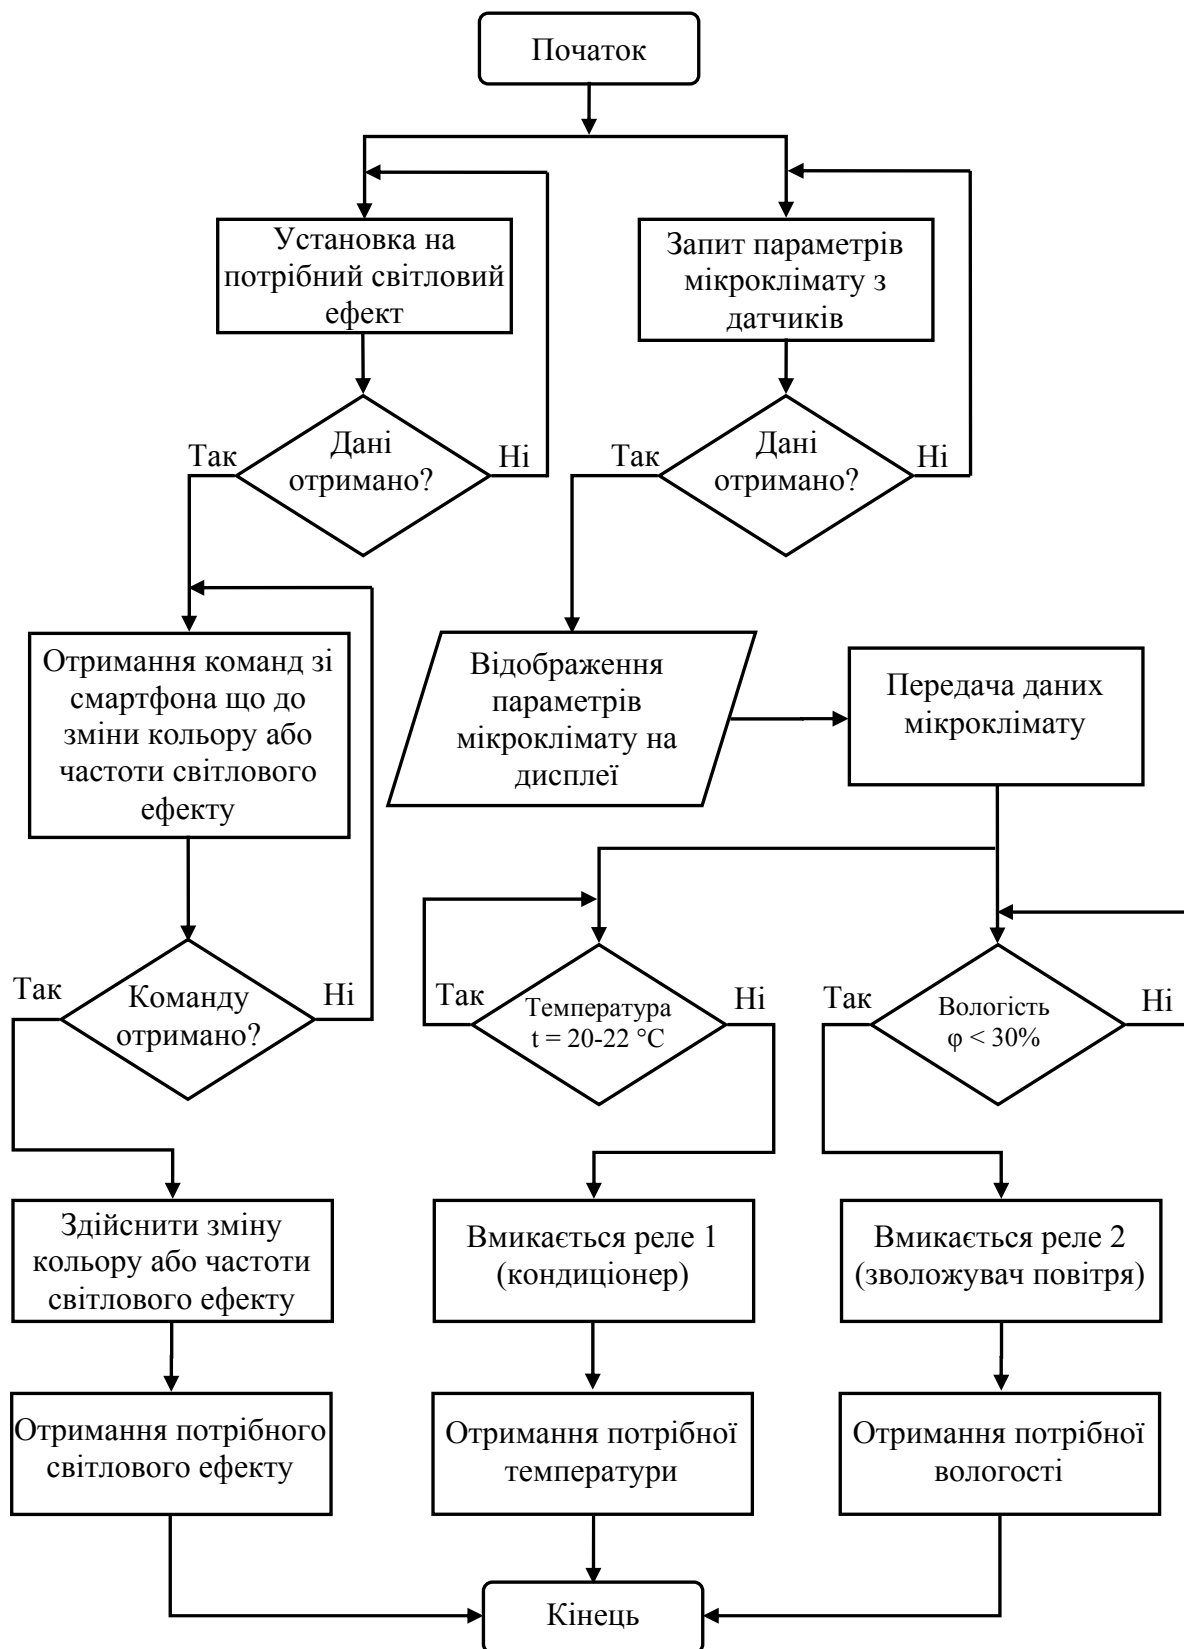 Початок
Установка на
потрібний світловий
ефект
Запит параметрів
мікроклімату з
датчиків
Так
Дані
отримано?
Ні
Так
Дані
отримано?
Ні
Отримання команд зі
смартфона що до
зміни кольору або
частоти світлового
ефекту
Відображення
параметрів
мікроклімату на
дисплеї
Передача даних
мікроклімату
Так
Команду
отримано?
Ні
Так
Температура
t = 20-22 °C
Ні
Так
Вологість
φ < 30%
Ні
Здійснити зміну
кольору або частоти
світлового ефекту
Вмикається реле 1
(кондиціонер)
Вмикається реле 2
(зволожувач повітря)
Отримання потрібного
світлового ефекту
Отримання потрібної
температури
Отримання потрібної
вологості
Кінець